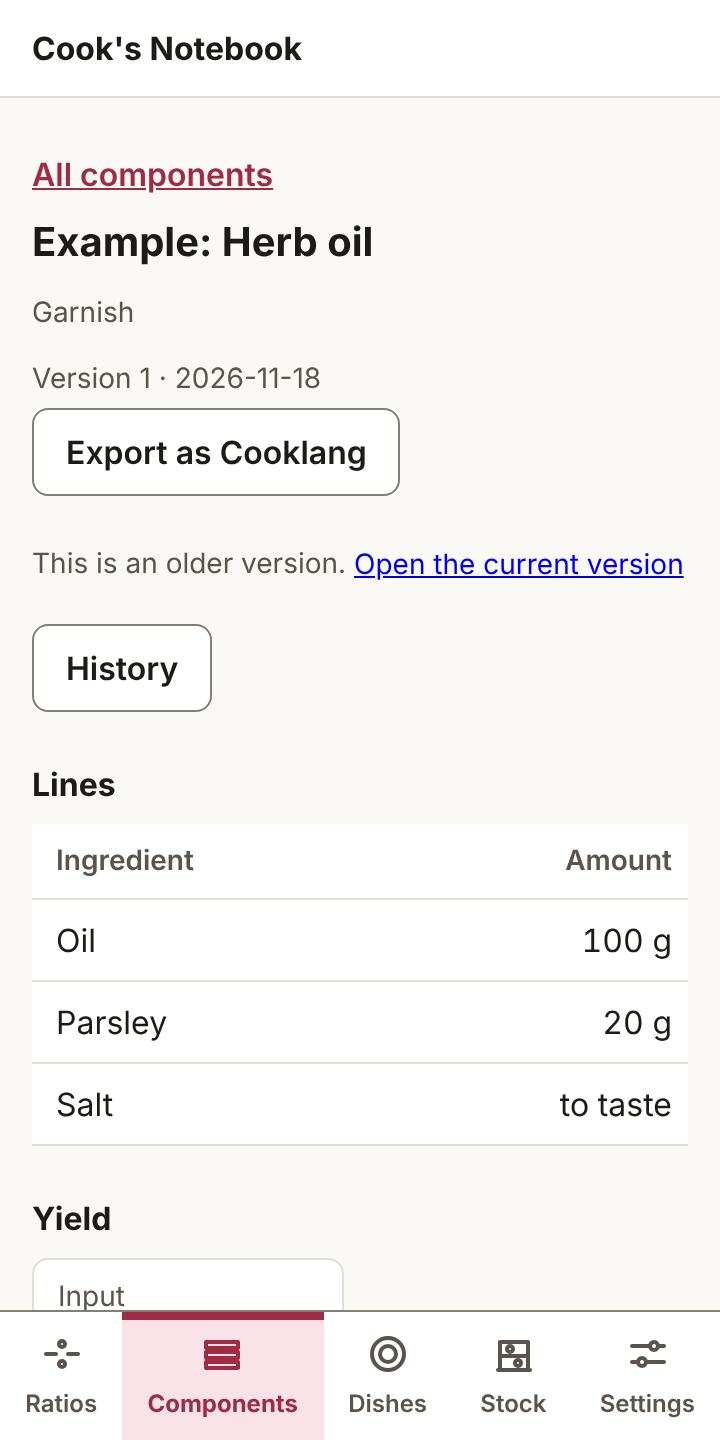 Cook's Notebook
All components
Example: Herb oil
Garnish
Version 1 · 2026-11-18
Export as Cooklang
This is an older version. Open the current version
History
Lines
Ingredient Amount
Oil 100 g
Parsley 20 g
Salt to taste
Yield
Input
Ratios Components Dishes Stock Settings